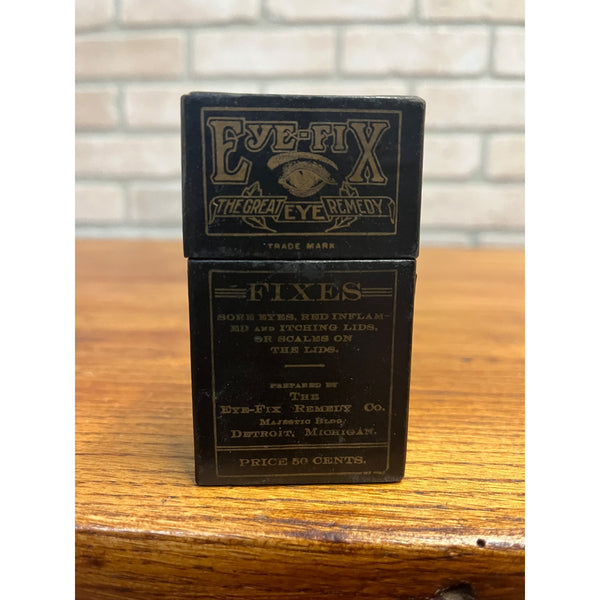 EYE-FIX
THE GREAT EYE REMEDY
TRADE MARK
FIXES
SORE EYES, RED INFLAM-
ED AND ITCHING LIDS,
OR SCALES ON
THE LIDS.
PREPARED BY
THE
EYE-FIX REMEDY CO.
MAJESTIC BLDG.
DETROIT, MICHIGAN.
PRICE 50 CENTS.